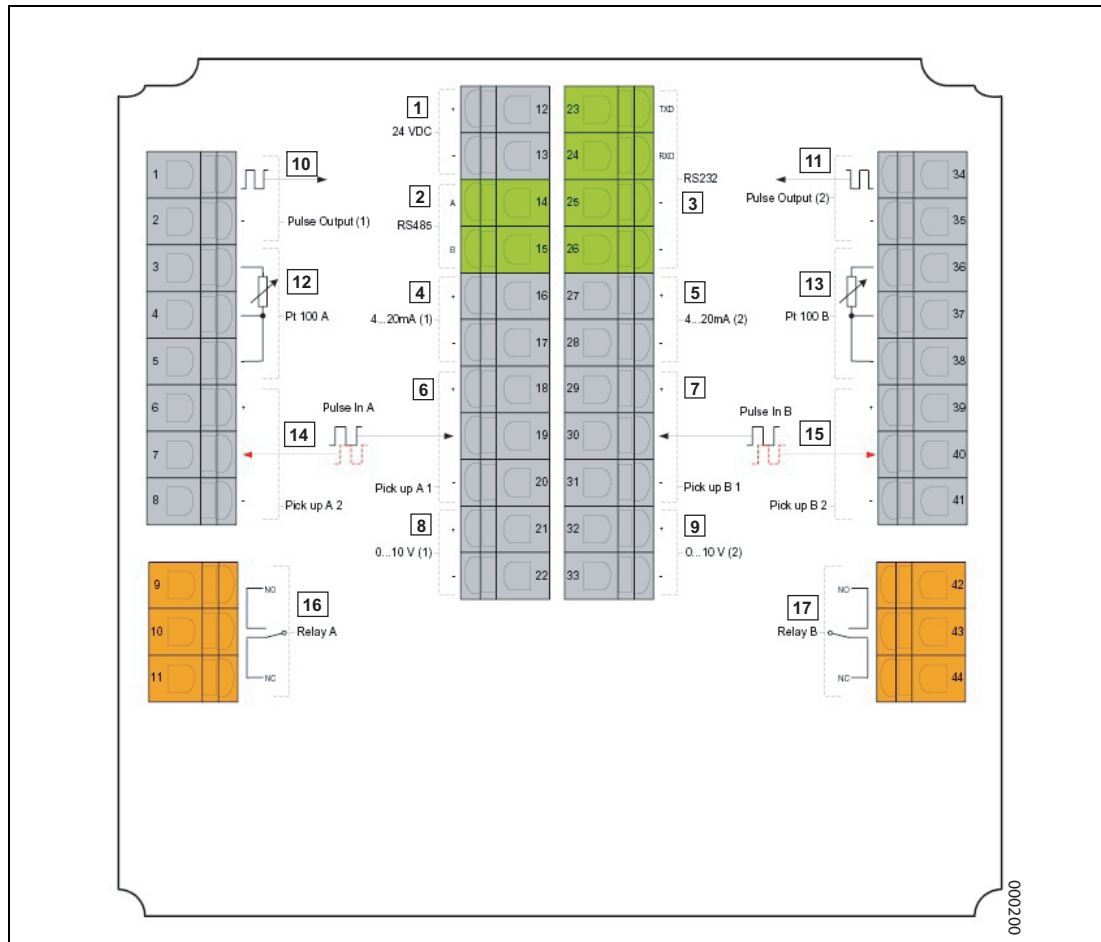 1 + 12 23 TXD
24 VDC
- 13 24 RXD
RS232
1 10 11 34
2 A 14 25 - 3
RS485
Pulse Output (2)
2 - Pulse Output (1) - 35
B 15 26 -
3 12 13 36
4 + 16 27 + 5
4 Pt 100 A 4...20mA (1) 4...20mA (2) Pt 100 B 37
- 17 28 -
5 38
6 + 18 29 + 7
6 + Pulse In A Pulse In B + 39
7 14 19 30 15 40
Pick up A 1 - 20 31 - Pick up B 1
8 - Pick up A 2 Pick up B 2 - 41
8 + 21 32 + 9
0...10 V (1) 0...10 V (2)
- 22 33 -
9 NO NO 42
16 17
10 Relay A Relay B 43
11 NC NC 44
000200